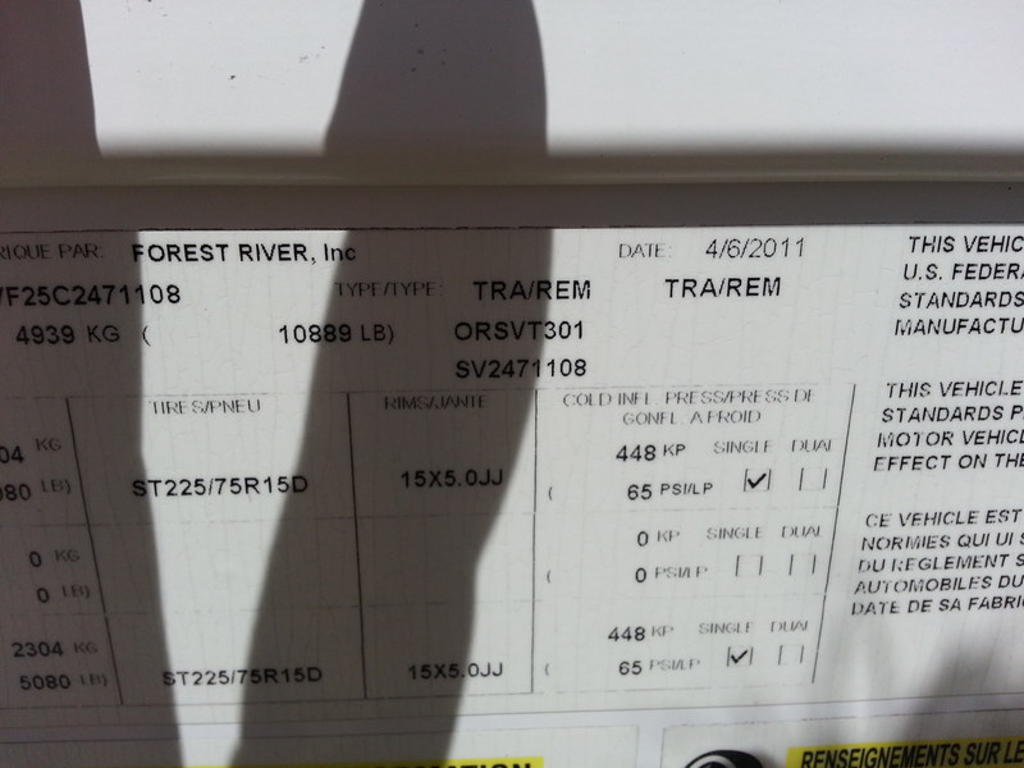 RIQUE PAR: FOREST RIVER, Inc DATE: 4/6/2011
F25C2471108 TYPE/TYPE: TRA/REM TRA/REM
4939 KG ( 10889 LB) ORSVT301
SV2471108
TIRES/PNEU RIMS/JANTE COLD INFL. PRESS/PRESS DE
GONFL. A FROID
04 KG 448 KP SINGLE DUAL
080 LB) ST225/75R15D 15X5.0JJ ( 65 PSI/LP
0 KG 0 KP SINGLE DUAL
0 LB) ( 0 PSI/LP
2304 KG 448 KP SINGLE DUAL
5080 LB) ST225/75R15D 15X5.0JJ ( 65 PSI/LP
THIS VEHIC
U.S. FEDERA
STANDARDS
MANUFACTU
THIS VEHICLE
STANDARDS P
MOTOR VEHICL
EFFECT ON THE
CE VEHICLE EST
NORMIES QUI UI S
DU REGLEMENT S
AUTOMOBILES DU
DATE DE SA FABRI
RENSEIGNEMENTS SUR LE